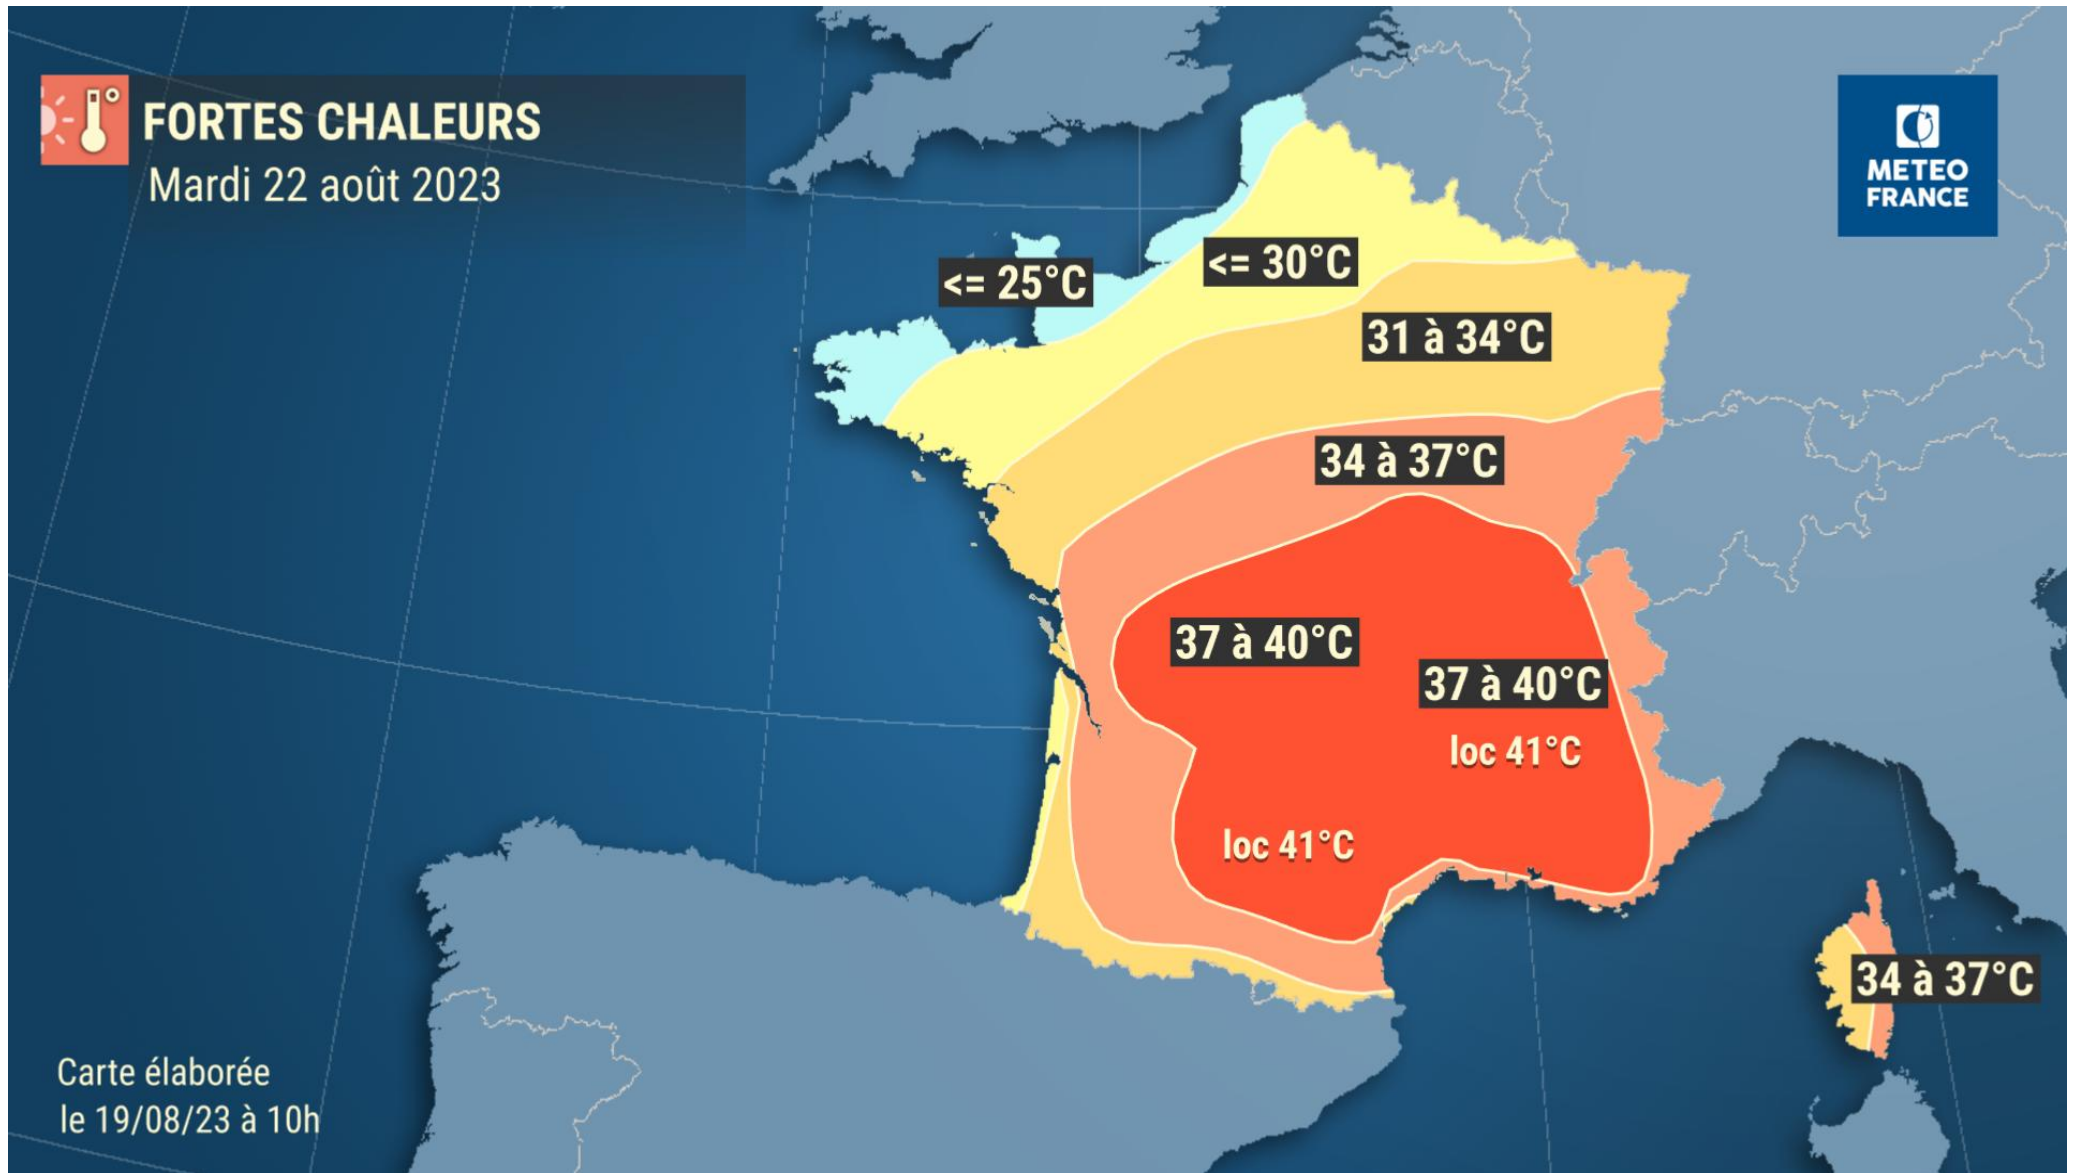 FORTES CHALEURS
Mardi 22 août 2023
METEO
FRANCE
<= 25°C
<= 30°C
31 à 34°C
34 à 37°C
37 à 40°C
37 à 40°C
loc 41°C
loc 41°C
34 à 37°C
Carte élaborée
le 19/08/23 à 10h